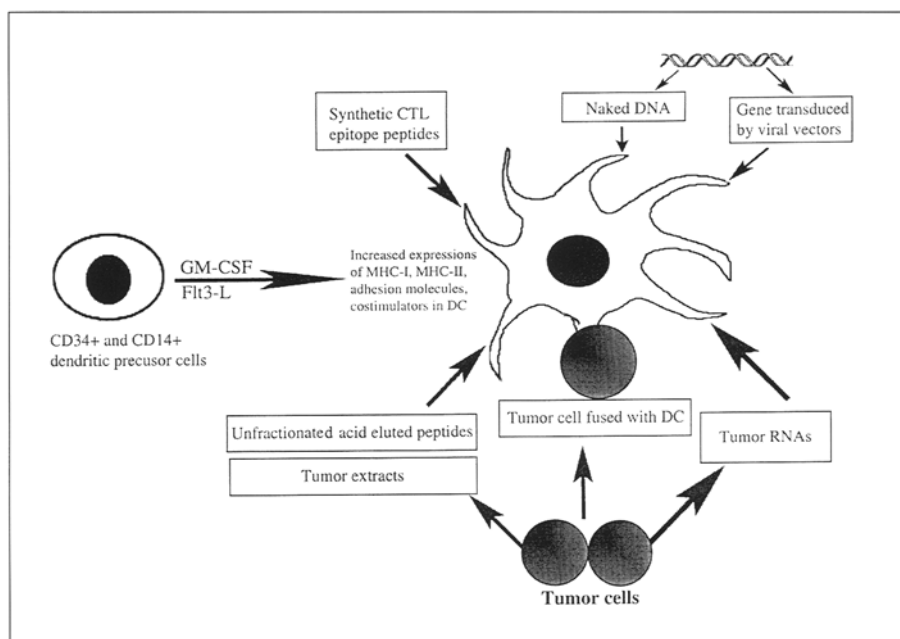 Synthetic CTL
epitope peptides
Naked DNA
Gene transduced
by viral vectors
GM-CSF
Flt3-L
Increased expressions
of MHC-I, MHC-II,
adhesion molecules,
costimulators in DC
CD34+ and CD14+
dendritic precusor cells
Unfractionated acid eluted peptides
Tumor extracts
Tumor cell fused with DC
Tumor RNAs
Tumor cells